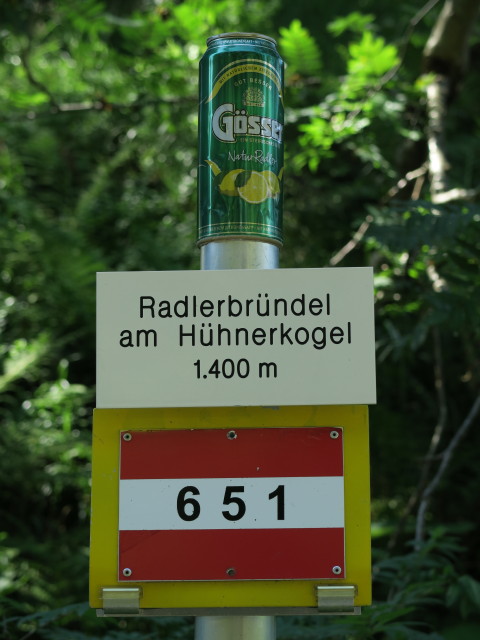 Gösser
NaturRadler
Radlerbründel
am Hühnerkogel
1.400 m
651